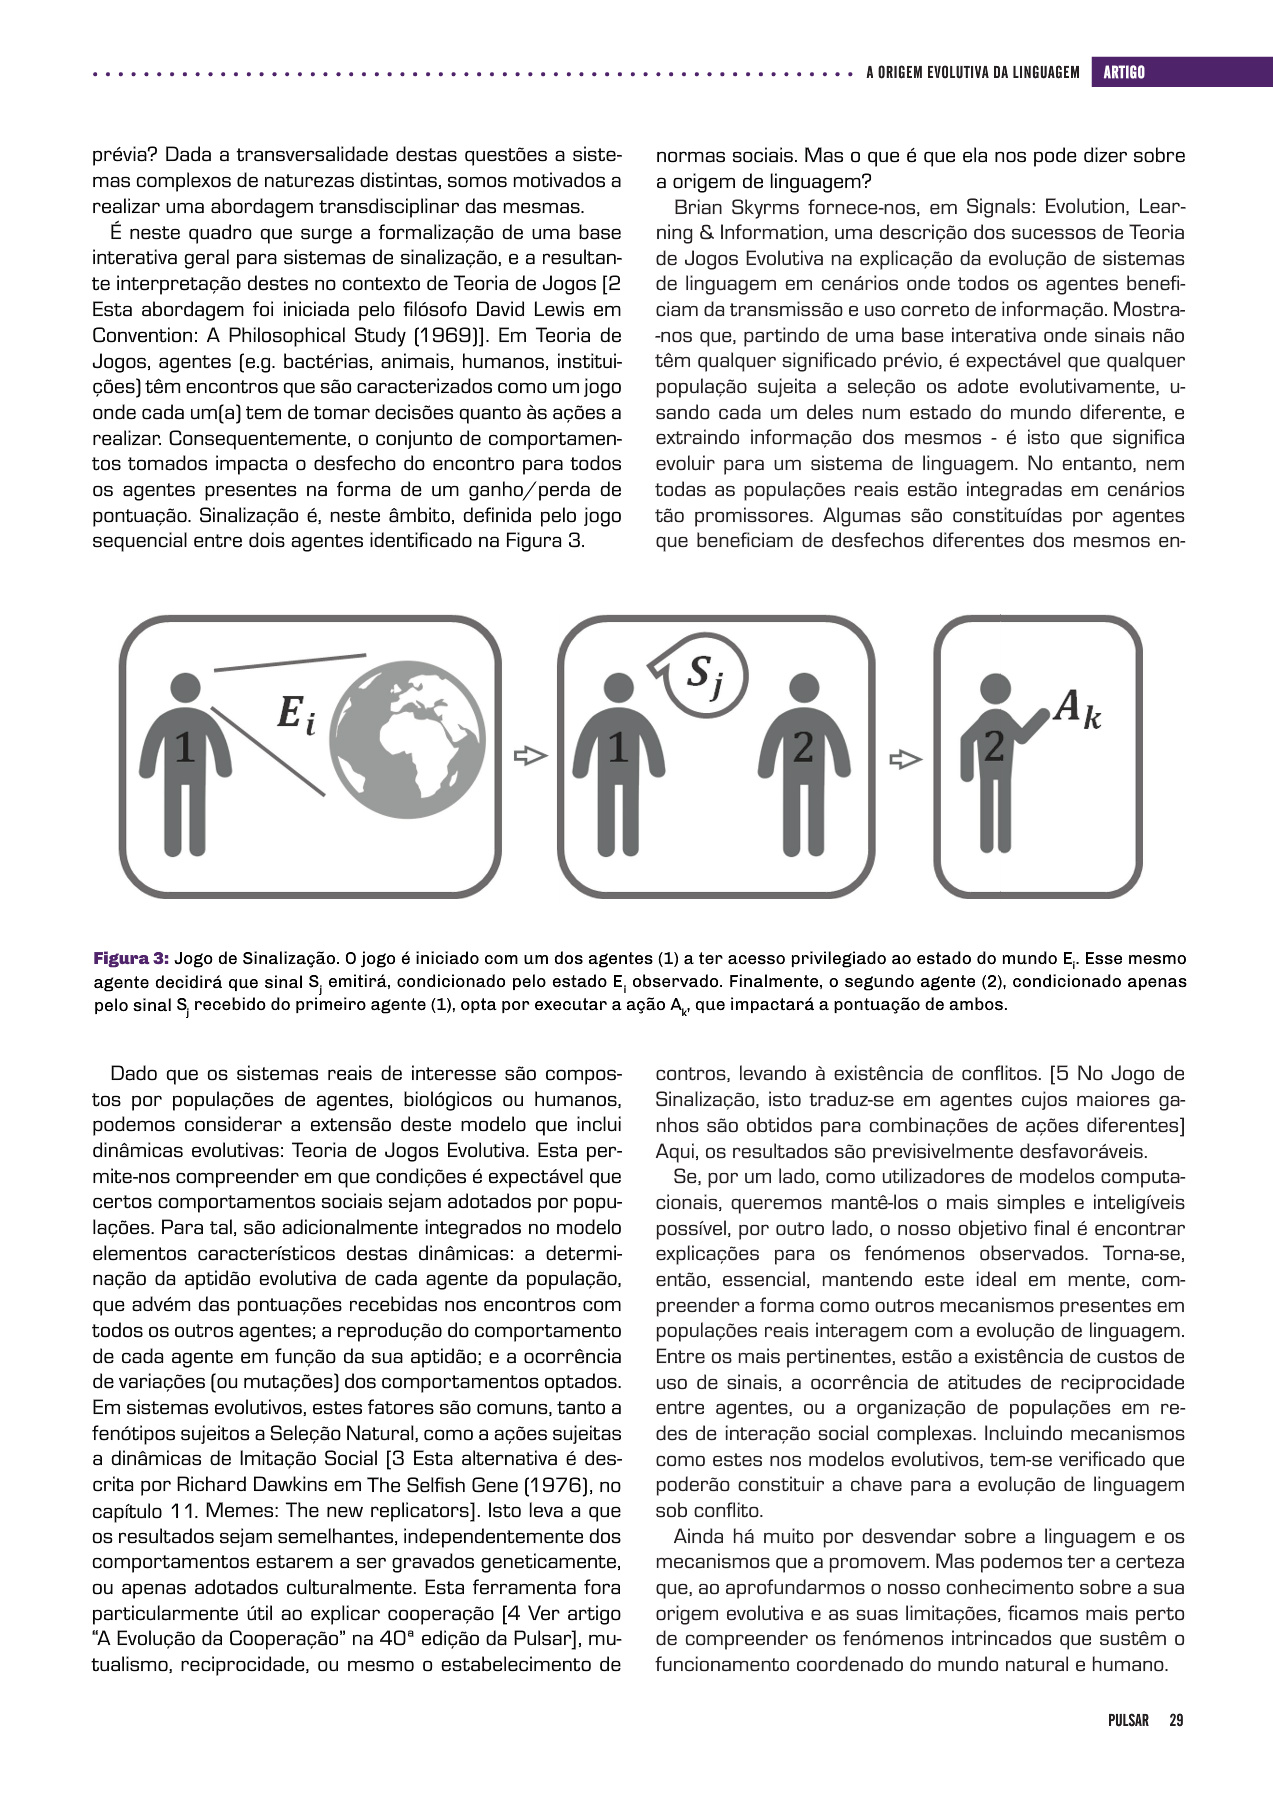 A ORIGEM EVOLUTIVA DA LINGUAGEM ARTIGO
prévia? Dada a transversalidade destas questões a siste-
mas complexos de naturezas distintas, somos motivados a
realizar uma abordagem transdisciplinar das mesmas.
É neste quadro que surge a formalização de uma base
interativa geral para sistemas de sinalização, e a resultan-
te interpretação destes no contexto de Teoria de Jogos [2
Esta abordagem foi iniciada pelo filósofo David Lewis em
Convention: A Philosophical Study (1969)]. Em Teoria de
Jogos, agentes (e.g. bactérias, animais, humanos, institui-
ções) têm encontros que são caracterizados como um jogo
onde cada um(a) tem de tomar decisões quanto às ações a
realizar. Consequentemente, o conjunto de comportamen-
tos tomados impacta o desfecho do encontro para todos
os agentes presentes na forma de um ganho/perda de
pontuação. Sinalização é, neste âmbito, definida pelo jogo
sequencial entre dois agentes identificado na Figura 3.
normas sociais. Mas o que é que ela nos pode dizer sobre
a origem de linguagem?
Brian Skyrms fornece-nos, em Signals: Evolution, Lear-
ning & Information, uma descrição dos sucessos de Teoria
de Jogos Evolutiva na explicação da evolução de sistemas
de linguagem em cenários onde todos os agentes benefi-
ciam da transmissão e uso correto de informação. Mostra-
-nos que, partindo de uma base interativa onde sinais não
têm qualquer significado prévio, é expectável que qualquer
população sujeita a seleção os adote evolutivamente, u-
sando cada um deles num estado do mundo diferente, e
extraindo informação dos mesmos - é isto que significa
evoluir para um sistema de linguagem. No entanto, nem
todas as populações reais estão integradas em cenários
tão promissores. Algumas são constituídas por agentes
que beneficiam de desfechos diferentes dos mesmos en-
1 E_i
1 S_j 2
2 A_k
Figura 3: Jogo de Sinalização. O jogo é iniciado com um dos agentes (1) a ter acesso privilegiado ao estado do mundo E_i. Esse mesmo
agente decidirá que sinal S_j emitirá, condicionado pelo estado E_i observado. Finalmente, o segundo agente (2), condicionado apenas
pelo sinal S_j recebido do primeiro agente (1), opta por executar a ação A_k, que impactará a pontuação de ambos.
Dado que os sistemas reais de interesse são compos-
tos por populações de agentes, biológicos ou humanos,
podemos considerar a extensão deste modelo que inclui
dinâmicas evolutivas: Teoria de Jogos Evolutiva. Esta per-
mite-nos compreender em que condições é expectável que
certos comportamentos sociais sejam adotados por popu-
lações. Para tal, são adicionalmente integrados no modelo
elementos característicos destas dinâmicas: a determi-
nação da aptidão evolutiva de cada agente da população,
que advém das pontuações recebidas nos encontros com
todos os outros agentes; a reprodução do comportamento
de cada agente em função da sua aptidão; e a ocorrência
de variações (ou mutações) dos comportamentos optados.
Em sistemas evolutivos, estes fatores são comuns, tanto a
fenótipos sujeitos a Seleção Natural, como a ações sujeitas
a dinâmicas de Imitação Social [3 Esta alternativa é des-
crita por Richard Dawkins em The Selfish Gene (1976), no
capítulo 11. Memes: The new replicators]. Isto leva a que
os resultados sejam semelhantes, independentemente dos
comportamentos estarem a ser gravados geneticamente,
ou apenas adotados culturalmente. Esta ferramenta fora
particularmente útil ao explicar cooperação [4 Ver artigo
“A Evolução da Cooperação” na 40ª edição da Pulsar], mu-
tualismo, reciprocidade, ou mesmo o estabelecimento de
contros, levando à existência de conflitos. [5 No Jogo de
Sinalização, isto traduz-se em agentes cujos maiores ga-
nhos são obtidos para combinações de ações diferentes]
Aqui, os resultados são previsivelmente desfavoráveis.
Se, por um lado, como utilizadores de modelos computa-
cionais, queremos mantê-los o mais simples e inteligíveis
possível, por outro lado, o nosso objetivo final é encontrar
explicações para os fenómenos observados. Torna-se,
então, essencial, mantendo este ideal em mente, com-
preender a forma como outros mecanismos presentes em
populações reais interagem com a evolução de linguagem.
Entre os mais pertinentes, estão a existência de custos de
uso de sinais, a ocorrência de atitudes de reciprocidade
entre agentes, ou a organização de populações em re-
des de interação social complexas. Incluindo mecanismos
como estes nos modelos evolutivos, tem-se verificado que
poderão constituir a chave para a evolução de linguagem
sob conflito.
Ainda há muito por desvendar sobre a linguagem e os
mecanismos que a promovem. Mas podemos ter a certeza
que, ao aprofundarmos o nosso conhecimento sobre a sua
origem evolutiva e as suas limitações, ficamos mais perto
de compreender os fenómenos intrincados que sustêm o
funcionamento coordenado do mundo natural e humano.
PULSAR 29